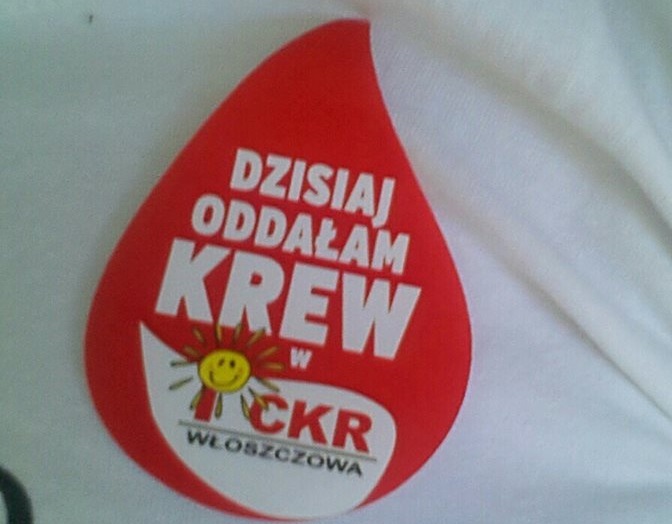 DZISIAJ
ODDAŁAM
KREW
W
CKR
WŁOSZCZOWA